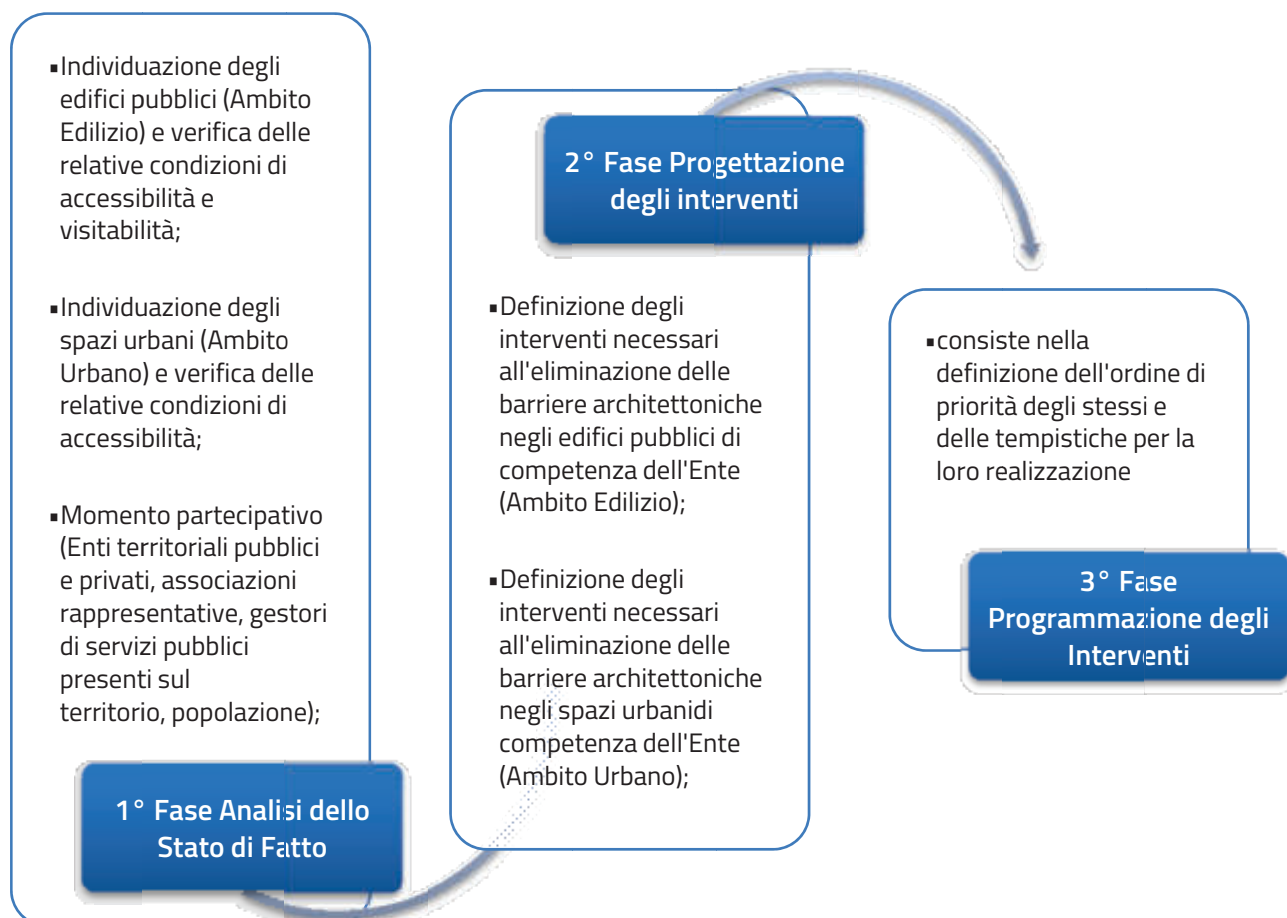 ▪Individuazione degli
edifici pubblici (Ambito
Edilizio) e verifica delle
relative condizioni di
accessibilità e
visitabilità;
▪Individuazione degli
spazi urbani (Ambito
Urbano) e verifica delle
relative condizioni di
accessibilità;
▪Momento partecipativo
(Enti territoriali pubblici
e privati, associazioni
rappresentative, gestori
di servizi pubblici
presenti sul
territorio, popolazione);
1° Fase Analisi dello
Stato di Fatto
2° Fase Progettazione
degli interventi
▪Definizione degli
interventi necessari
all'eliminazione delle
barriere architettoniche
negli edifici pubblici di
competenza dell'Ente
(Ambito Edilizio);
▪Definizione degli
interventi necessari
all'eliminazione delle
barriere architettoniche
negli spazi urbanidi
competenza dell'Ente
(Ambito Urbano);
▪consiste nella
definizione dell'ordine di
priorità degli stessi e
delle tempistiche per la
loro realizzazione
3° Fase
Programmazione degli
Interventi